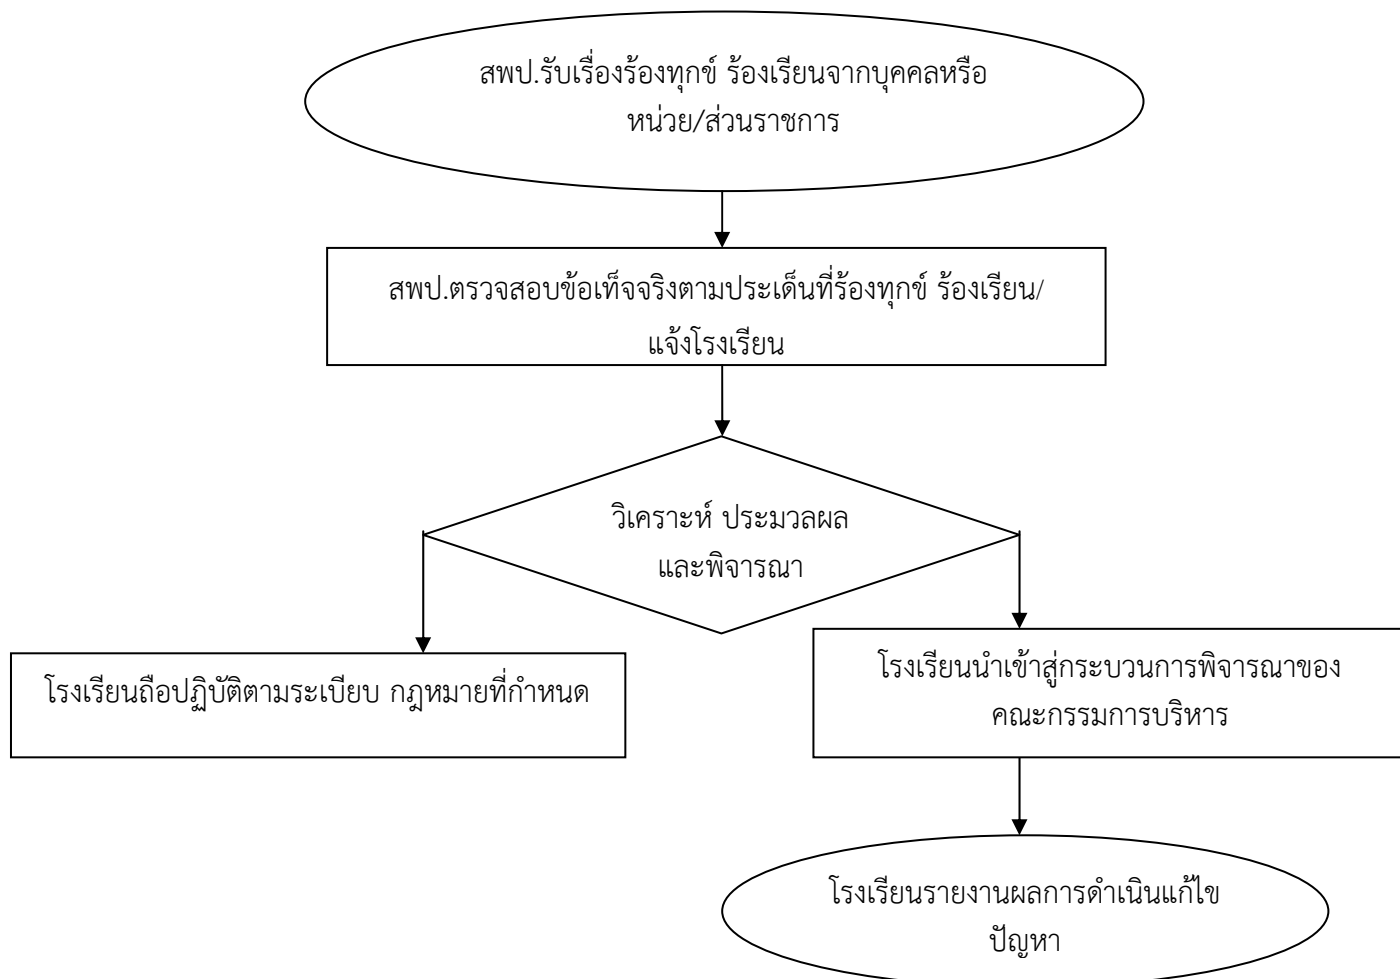 สพป.รับเรื่องร้องทุกข์ ร้องเรียนจากบุคคลหรือ
หน่วย/ส่วนราชการ
สพป.ตรวจสอบข้อเท็จจริงตามประเด็นที่ร้องทุกข์ ร้องเรียน/
แจ้งโรงเรียน
วิเคราะห์ ประมวลผล
และพิจารณา
โรงเรียนถือปฏิบัติตามระเบียบ กฎหมายที่กำหนด
โรงเรียนนำเข้าสู่กระบวนการพิจารณาของ
คณะกรรมการบริหาร
โรงเรียนรายงานผลการดำเนินแก้ไข
ปัญหา